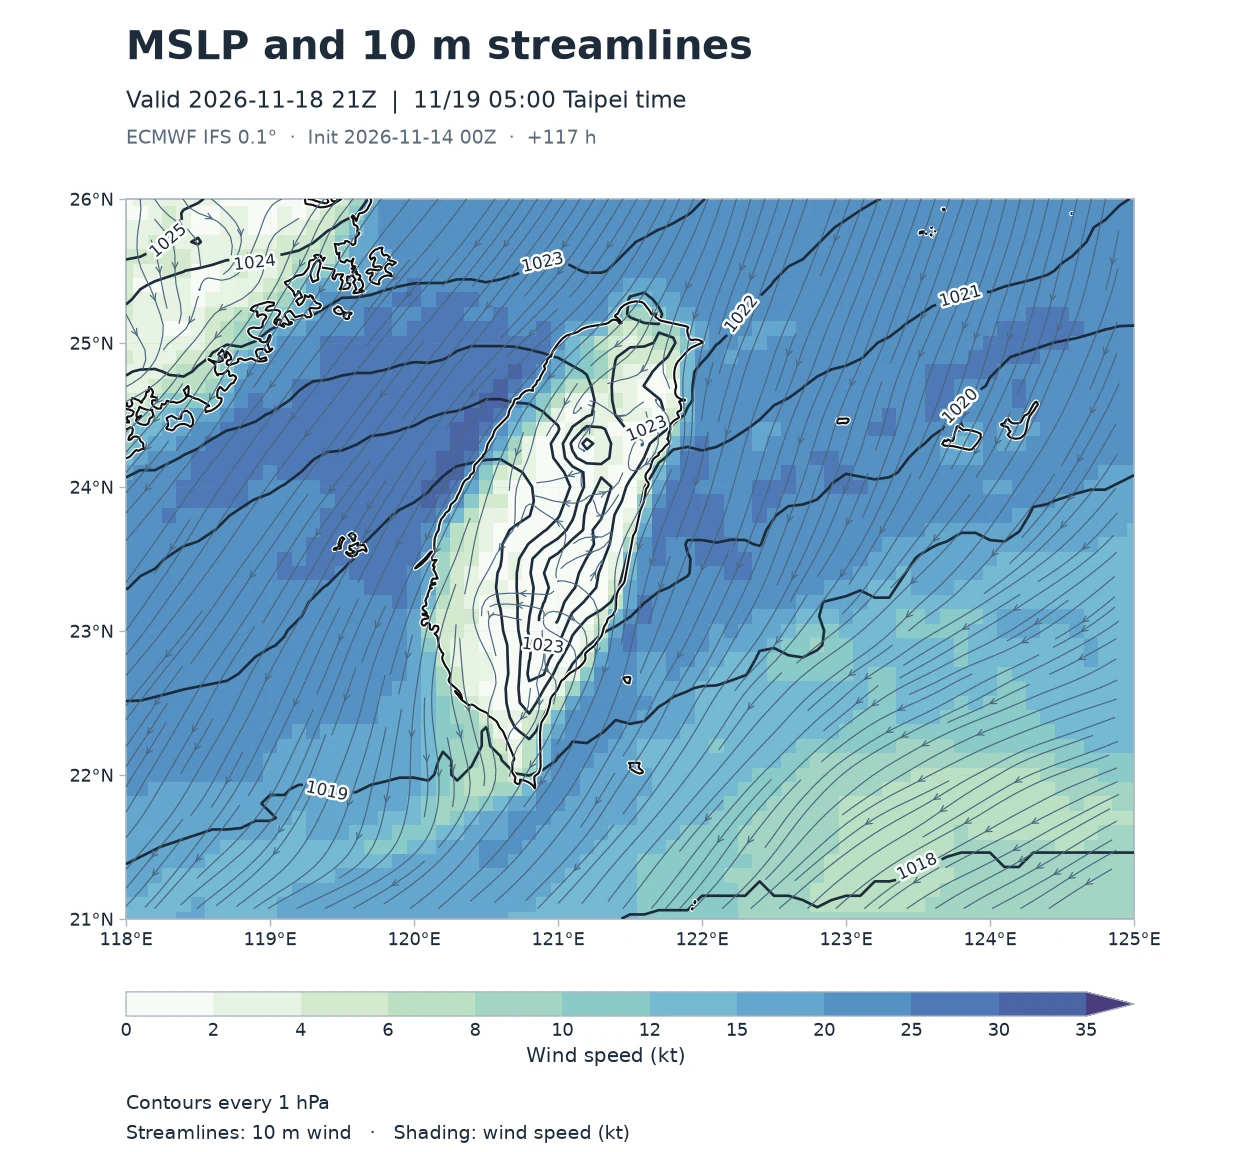 MSLP and 10 m streamlines
Valid 2026-11-18 21Z | 11/19 05:00 Taipei time
ECMWF IFS 0.1° · Init 2026-11-14 00Z · +117 h
26°N
25°N
24°N
23°N
22°N
21°N
1025
1024
1023
1022
1021
1020
1023
1023
1019
1018
118°E 119°E 120°E 121°E 122°E 123°E 124°E 125°E
0 2 4 6 8 10 12 15 20 25 30 35
Wind speed (kt)
Contours every 1 hPa
Streamlines: 10 m wind · Shading: wind speed (kt)